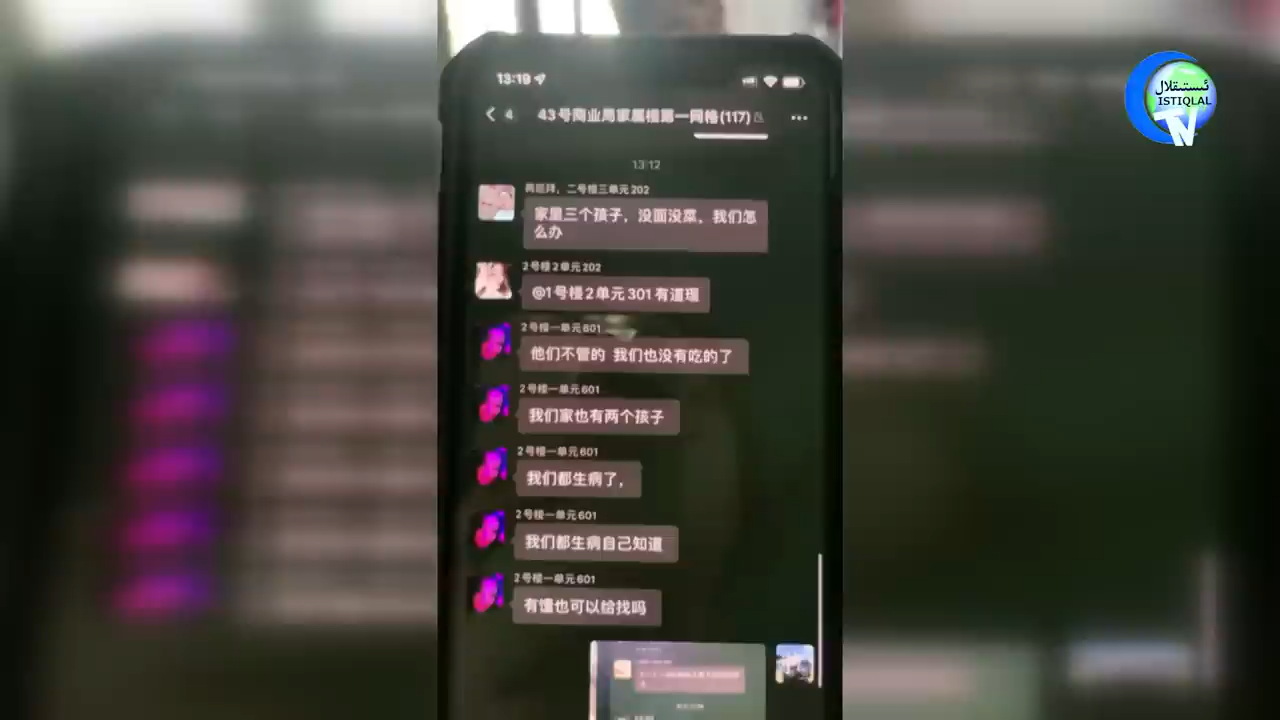 ئىستىقلال
ISTIQLAL
TV
13:19
4
43号商业局家属楼第一网格(117)
13:12
二号楼三单元202
家里三个孩子，没面没菜，我们怎
么办
2号楼2单元202
@1号楼2单元301有道理
2号楼一单元601
他们不管的 我们也没有吃的了
2号楼一单元601
我们家也有两个孩子
2号楼一单元601
我们都生病了，
2号楼一单元601
我们都生病自己知道
2号楼一单元601
有馕也可以给找吗